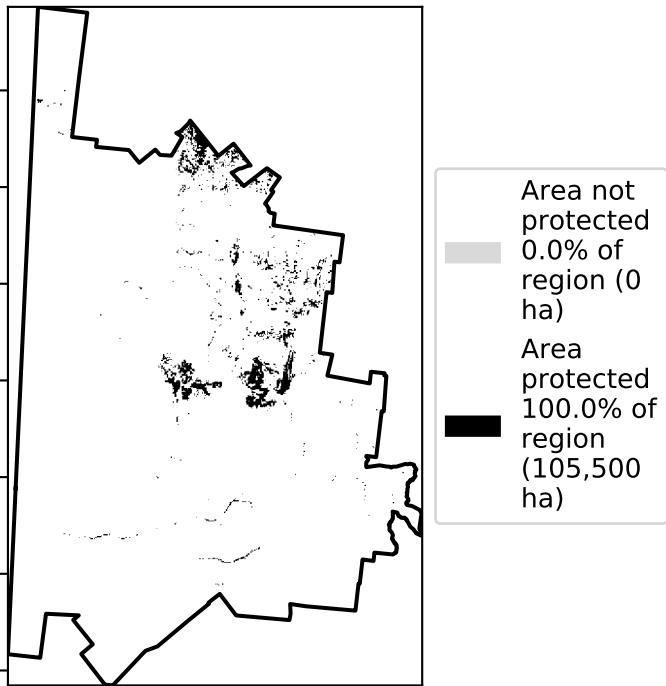 Area not
protected
0.0% of
region (0
ha)
Area
protected
100.0% of
region
(105,500
ha)